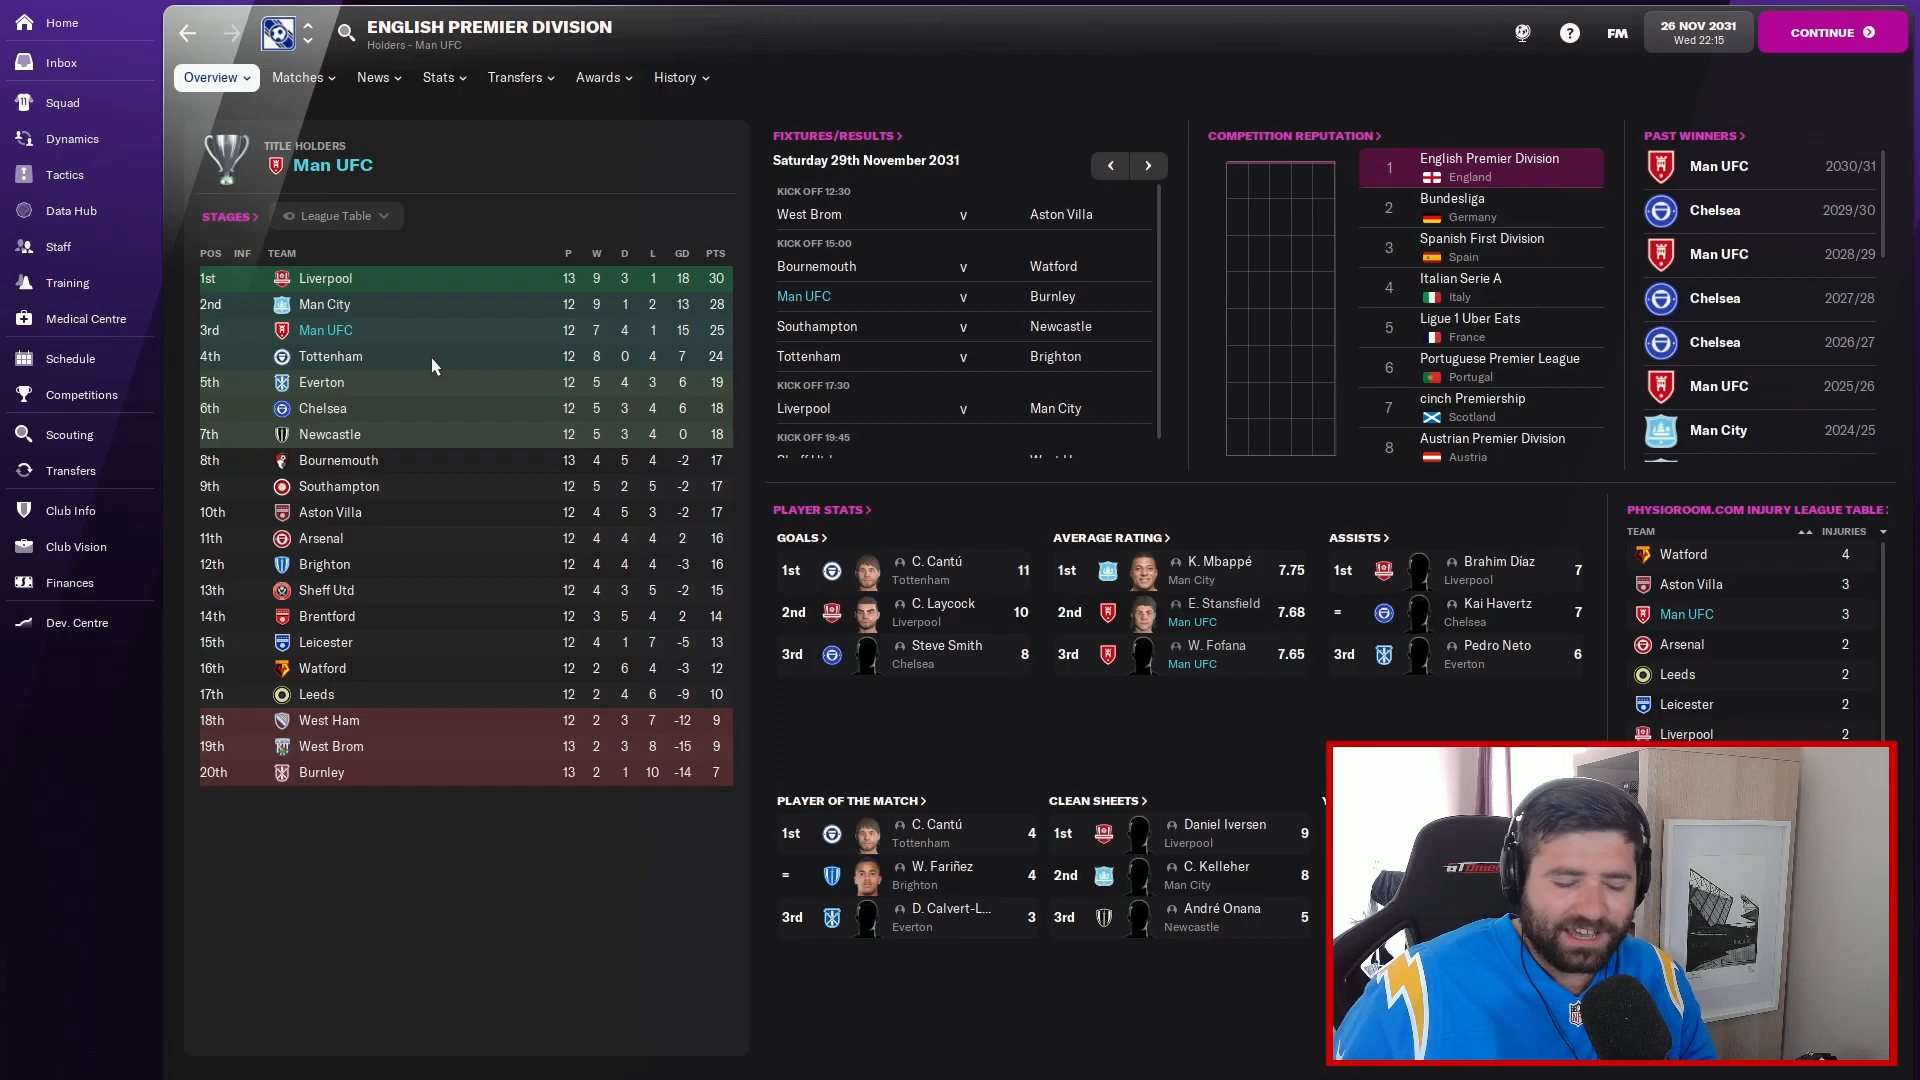 Home
Inbox
Squad
Dynamics
Tactics
Data Hub
Staff
Training
Medical Centre
Schedule
Competitions
Scouting
Transfers
Club Info
Club Vision
Finances
Dev. Centre
ENGLISH PREMIER DIVISION
Holders - Man UFC
FM
26 NOV 2031
Wed 22:15
CONTINUE
Overview Matches News Stats Transfers Awards History
TITLE HOLDERS
Man UFC
STAGES > League Table
POS INF TEAM P W D L GD PTS
1st Liverpool 13 9 3 1 18 30
2nd Man City 12 9 1 2 13 28
3rd Man UFC 12 7 4 1 15 25
4th Tottenham 12 8 0 4 7 24
5th Everton 12 5 4 3 6 19
6th Chelsea 12 5 3 4 6 18
7th Newcastle 12 5 3 4 0 18
8th Bournemouth 13 4 5 4 -2 17
9th Southampton 12 5 2 5 -2 17
10th Aston Villa 12 4 5 3 -2 17
11th Arsenal 12 4 4 4 2 16
12th Brighton 12 4 4 4 -3 16
13th Sheff Utd 12 4 3 5 -2 15
14th Brentford 12 3 5 4 2 14
15th Leicester 12 4 1 7 -5 13
16th Watford 12 2 6 4 -3 12
17th Leeds 12 2 4 6 -9 10
18th West Ham 12 2 3 7 -12 9
19th West Brom 13 2 3 8 -15 9
20th Burnley 13 2 1 10 -14 7
FIXTURES/RESULTS >
Saturday 29th November 2031
KICK OFF 12:30
West Brom v Aston Villa
KICK OFF 15:00
Bournemouth v Watford
Man UFC v Burnley
Southampton v Newcastle
Tottenham v Brighton
KICK OFF 17:30
Liverpool v Man City
KICK OFF 19:45
COMPETITION REPUTATION >
1 English Premier Division
England
2 Bundesliga
Germany
3 Spanish First Division
Spain
4 Italian Serie A
Italy
5 Ligue 1 Uber Eats
France
6 Portuguese Premier League
Portugal
7 cinch Premiership
Scotland
8 Austrian Premier Division
Austria
PAST WINNERS >
Man UFC 2030/31
Chelsea 2029/30
Man UFC 2028/29
Chelsea 2027/28
Chelsea 2026/27
Man UFC 2025/26
Man City 2024/25
PLAYER STATS >
GOALS >
1st C. Cantú 11
Tottenham
2nd C. Laycock 10
Liverpool
3rd Steve Smith 8
Chelsea
AVERAGE RATING >
1st K. Mbappé 7.75
Man City
2nd E. Stansfield 7.68
Man UFC
3rd W. Fofana 7.65
Man UFC
ASSISTS >
1st Brahim Díaz 7
Liverpool
= Kai Havertz 7
Chelsea
3rd Pedro Neto 6
Everton
PHYSIOROOM.COM INJURY LEAGUE TABLE
TEAM INJURIES
Watford 4
Aston Villa 3
Man UFC 3
Arsenal 2
Leeds 2
Leicester 2
Liverpool 2
PLAYER OF THE MATCH >
1st C. Cantú 4
Tottenham
= W. Fariñez 4
Brighton
3rd D. Calvert-L... 3
Everton
CLEAN SHEETS >
1st Daniel Iversen 9
Liverpool
2nd C. Kelleher 8
Man City
3rd André Onana 5
Newcastle